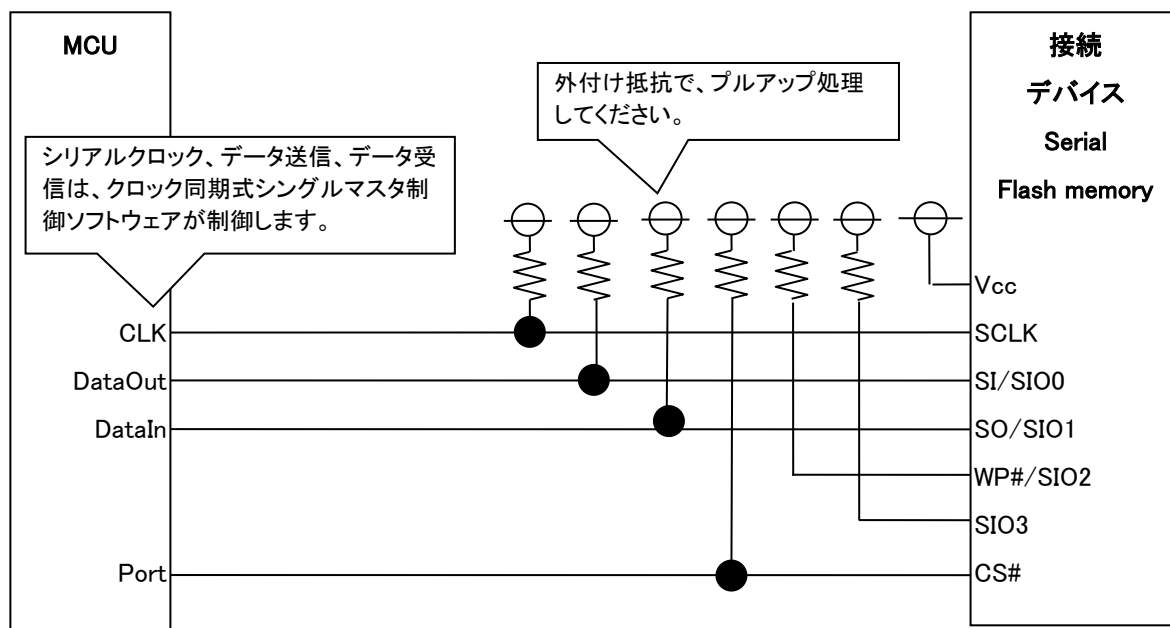 MCU
接続
デバイス
Serial
Flash memory
外付け抵抗で、プルアップ処理
してください。
シリアルクロック、データ送信、データ受
信は、クロック同期式シングルマスタ制
御ソフトウェアが制御します。
Vcc
CLK
SCLK
DataOut
SI/SIO0
DataIn
SO/SIO1
WP#/SIO2
SIO3
Port
CS#